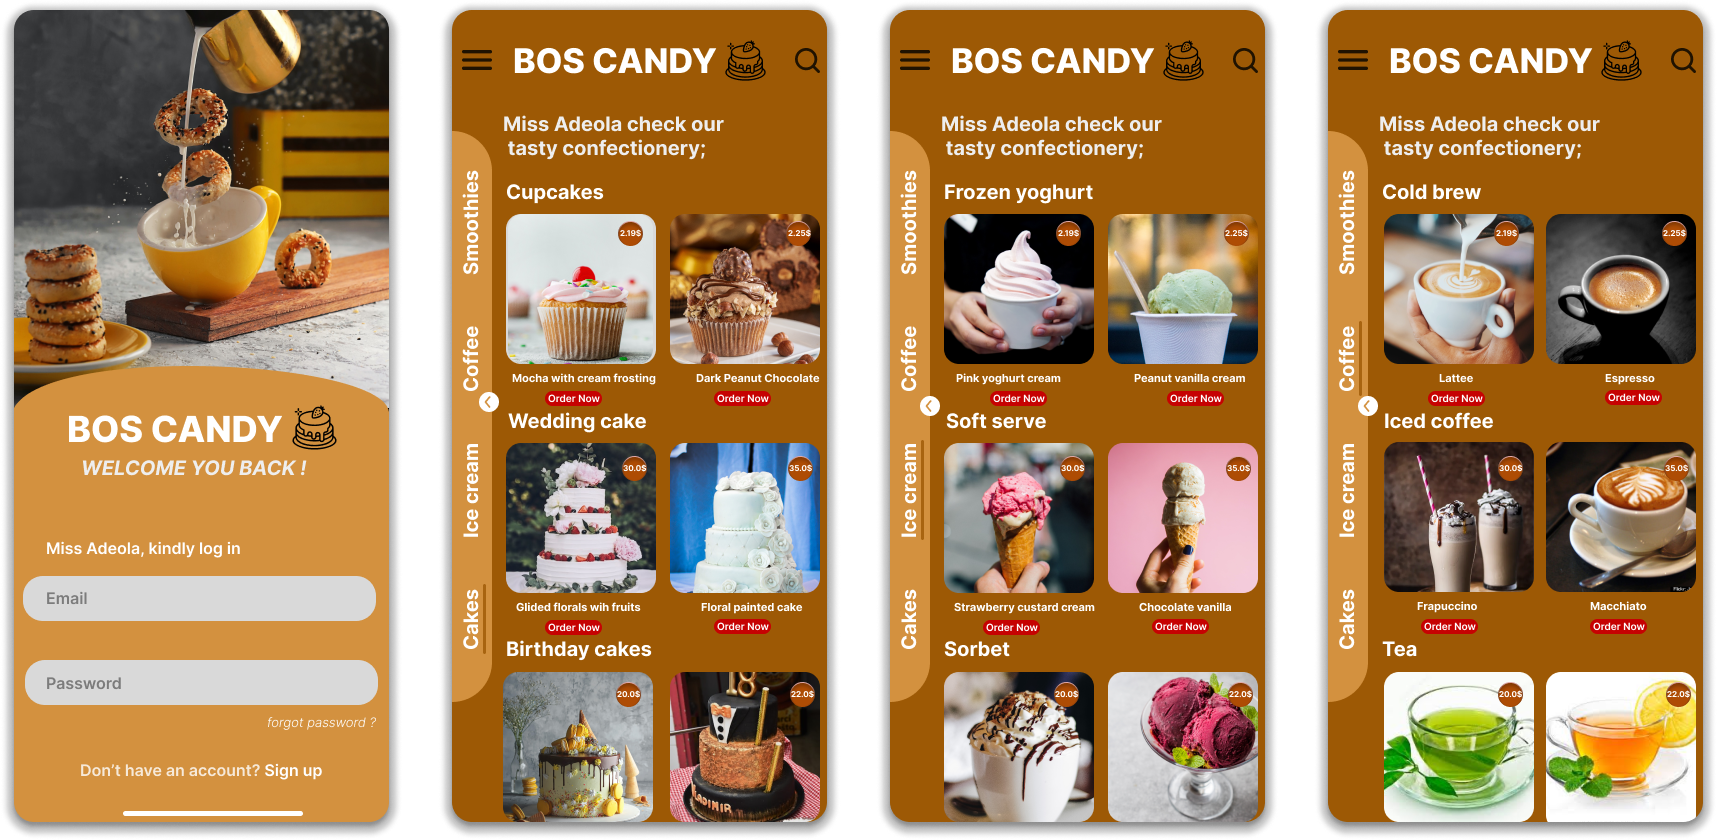 BOS CANDY
WELCOME YOU BACK !
Miss Adeola, kindly log in
Email
Password
forgot password ?
Don't have an account? Sign up
BOS CANDY
Miss Adeola check our
tasty confectionery;
Smoothies
Coffee
Ice cream
Cakes
Cupcakes
2.19$
2.25$
Mocha with cream frosting
Dark Peanut Chocolate
Order Now
Order Now
Wedding cake
30.0$
35.0$
Glided florals wih fruits
Floral painted cake
Order Now
Order Now
Birthday cakes
20.0$
22.0$
18
VLADIMIR
BOS CANDY
Miss Adeola check our
tasty confectionery;
Smoothies
Coffee
Ice cream
Cakes
Frozen yoghurt
2.19$
2.25$
Pink yoghurt cream
Peanut vanilla cream
Order Now
Order Now
Soft serve
30.0$
35.0$
Strawberry custard cream
Chocolate vanilla
Order Now
Order Now
Sorbet
20.0$
22.0$
BOS CANDY
Miss Adeola check our
tasty confectionery;
Smoothies
Coffee
Ice cream
Cakes
Cold brew
2.19$
2.25$
Lattee
Espresso
Order Now
Order Now
Iced coffee
30.0$
35.0$
Frapuccino
Macchiato
Order Now
Order Now
Tea
20.0$
22.0$